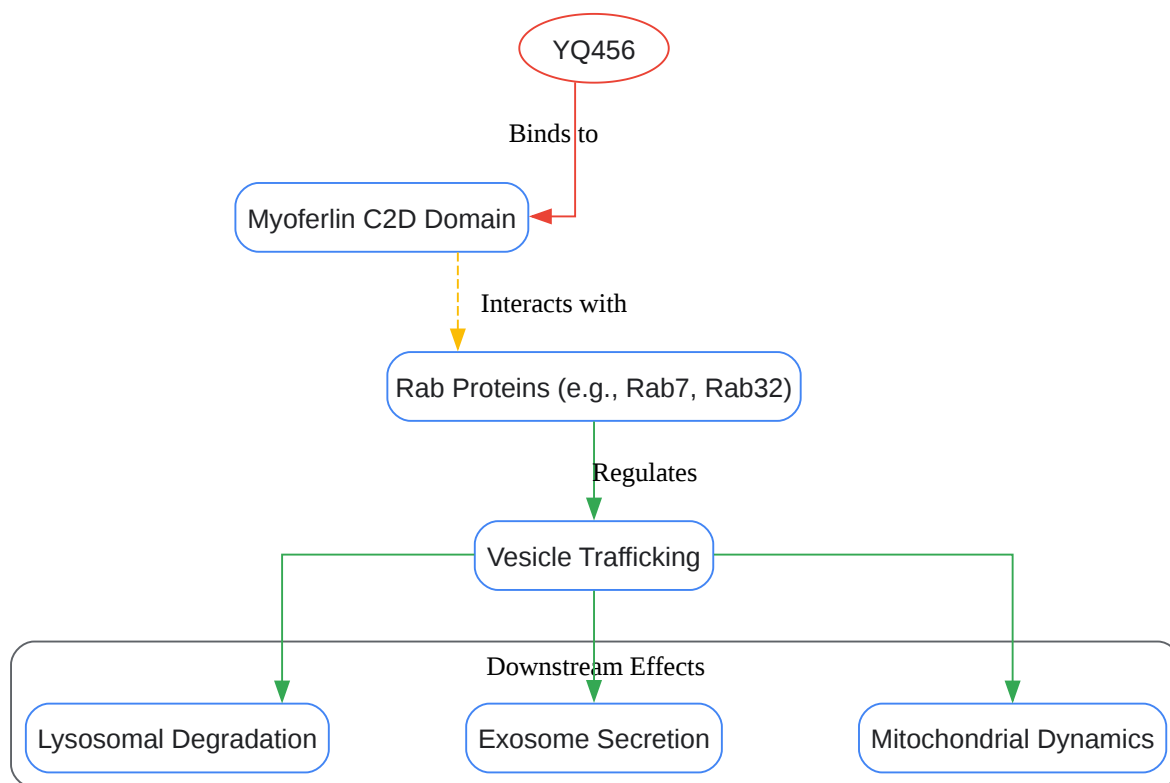 YQ456
Binds to
Myoferlin C2D Domain
Interacts with
Rab Proteins (e.g., Rab7, Rab32)
Regulates
Vesicle Trafficking
Downstream Effects
Lysosomal Degradation
Exosome Secretion
Mitochondrial Dynamics